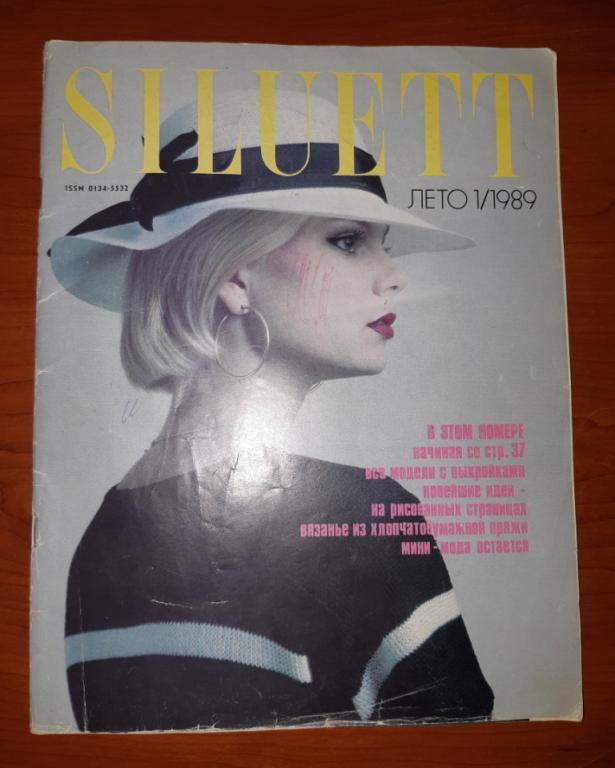 SILUETT
ISSN 0134-5532
ЛЕТО 1/1989
В ЭТОМ НОМЕРЕ
начиная со стр. 37
все модели с выкройками
новейшие идеи -
на рисованных страницах
вязанье из хлопчатобумажной пряжи
мини-мода остается